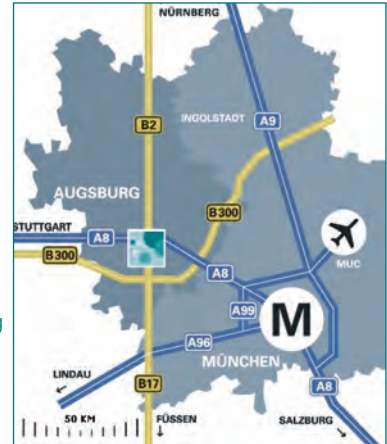 NÜRNBERG
A9
INGOLSTADT
B2
AUGSBURG
B300
STUTTGART
A8
B300
A8
MUC
A99
M
A96
MÜNCHEN
LINDAU
B17
A8
50 KM
FÜSSEN
SALZBURG
g